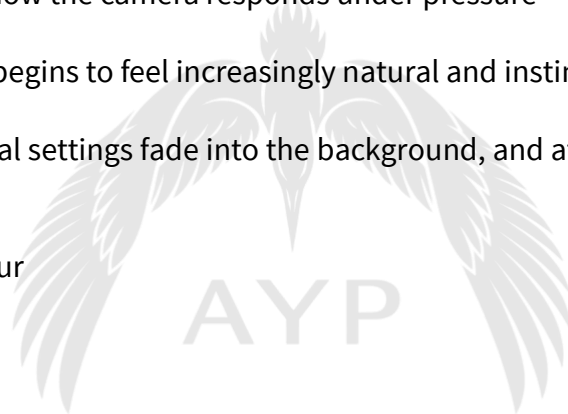 how the camera responds under pressure
begins to feel increasingly natural and
al settings fade into the background, and
ur
AYP